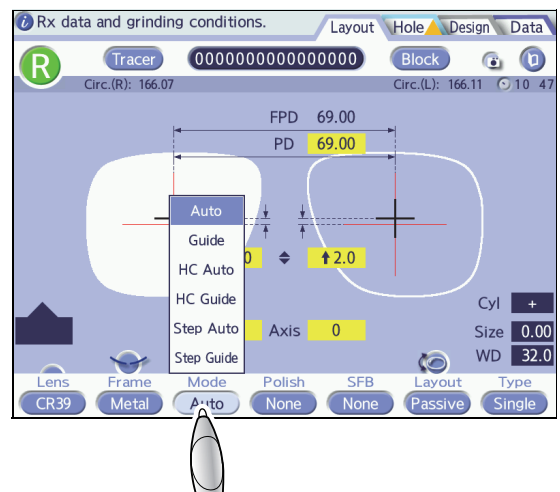 Rx data and grinding conditions. Layout Hole Design Data
R Tracer 0000000000000000 Block
Circ.(R): 166.07 Circ.(L): 166.11 10 47
FPD 69.00
PD 69.00
Auto
Guide
HC Auto
HC Guide
Step Auto
Step Guide
0 2.0
Axis 0
Cyl +
Size 0.00
WD 32.0
Lens Frame Mode Polish SFB Layout Type
CR39 Metal Auto None None Passive Single